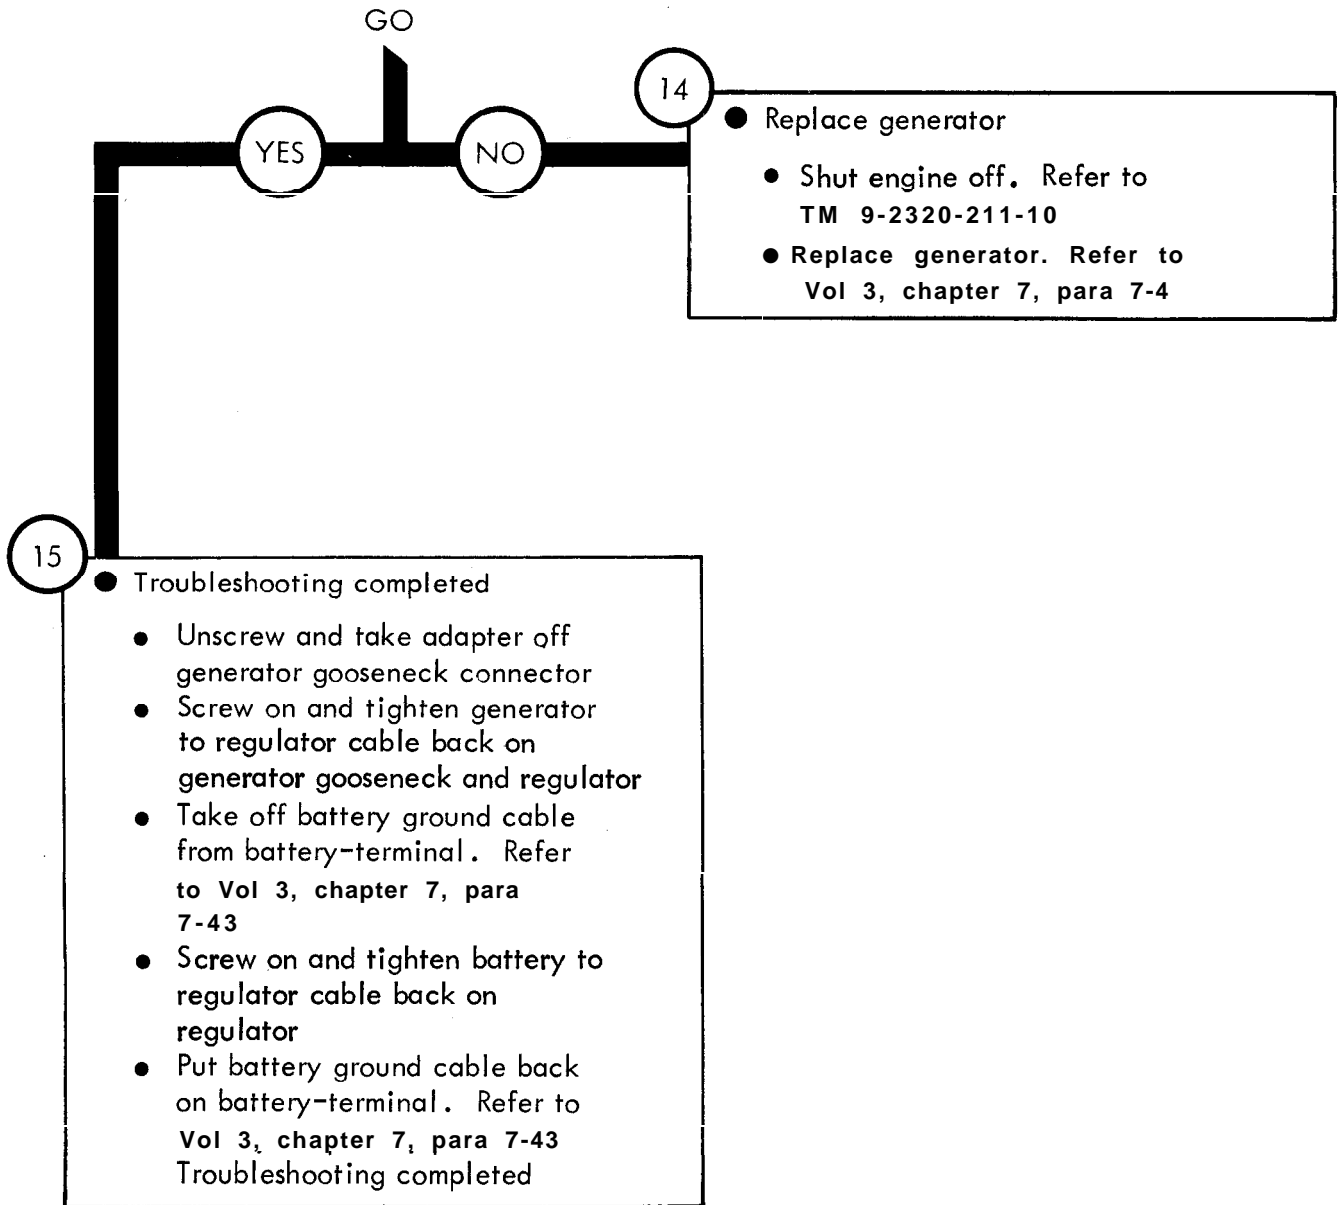 GO
YES
NO
14
● Replace generator
● Shut engine off. Refer to
TM 9-2320-211-10
● Replace generator. Refer to
Vol 3, chapter 7, para 7-4
15
● Troubleshooting completed
● Unscrew and take adapter off
generator gooseneck connector
● Screw on and tighten generator
to regulator cable back on
generator gooseneck and regulator
● Take off battery ground cable
from battery-terminal. Refer
to Vol 3, chapter 7, para
7-43
● Screw on and tighten battery to
regulator cable back on
regulator
● Put battery ground cable back
on battery-terminal. Refer to
Vol 3, chapter 7, para 7-43
Troubleshooting completed